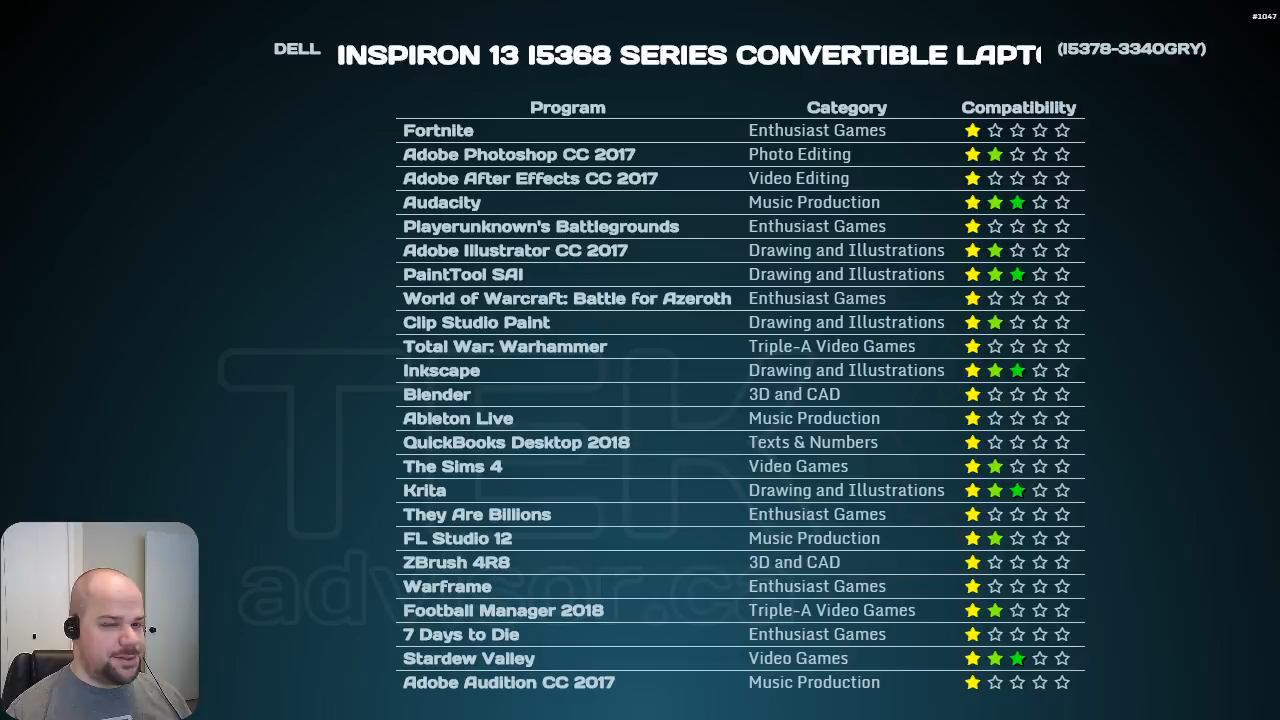 #1047
DELL INSPIRON 13 I5368 SERIES CONVERTIBLE LAPT (I5378-3340GRY)
Program Category Compatibility
Fortnite Enthusiast Games
Adobe Photoshop CC 2017 Photo Editing
Adobe After Effects CC 2017 Video Editing
Audacity Music Production
Playerunknown's Battlegrounds Enthusiast Games
Adobe Illustrator CC 2017 Drawing and Illustrations
PaintTool SAI Drawing and Illustrations
World of Warcraft: Battle for Azeroth Enthusiast Games
Clip Studio Paint Drawing and Illustrations
Total War: Warhammer Triple-A Video Games
Inkscape Drawing and Illustrations
Blender 3D and CAD
Ableton Live Music Production
QuickBooks Desktop 2018 Texts & Numbers
The Sims 4 Video Games
Krita Drawing and Illustrations
They Are Billions Enthusiast Games
FL Studio 12 Music Production
ZBrush 4R8 3D and CAD
Warframe Enthusiast Games
Football Manager 2018 Triple-A Video Games
7 Days to Die Enthusiast Games
Stardew Valley Video Games
Adobe Audition CC 2017 Music Production
TEK